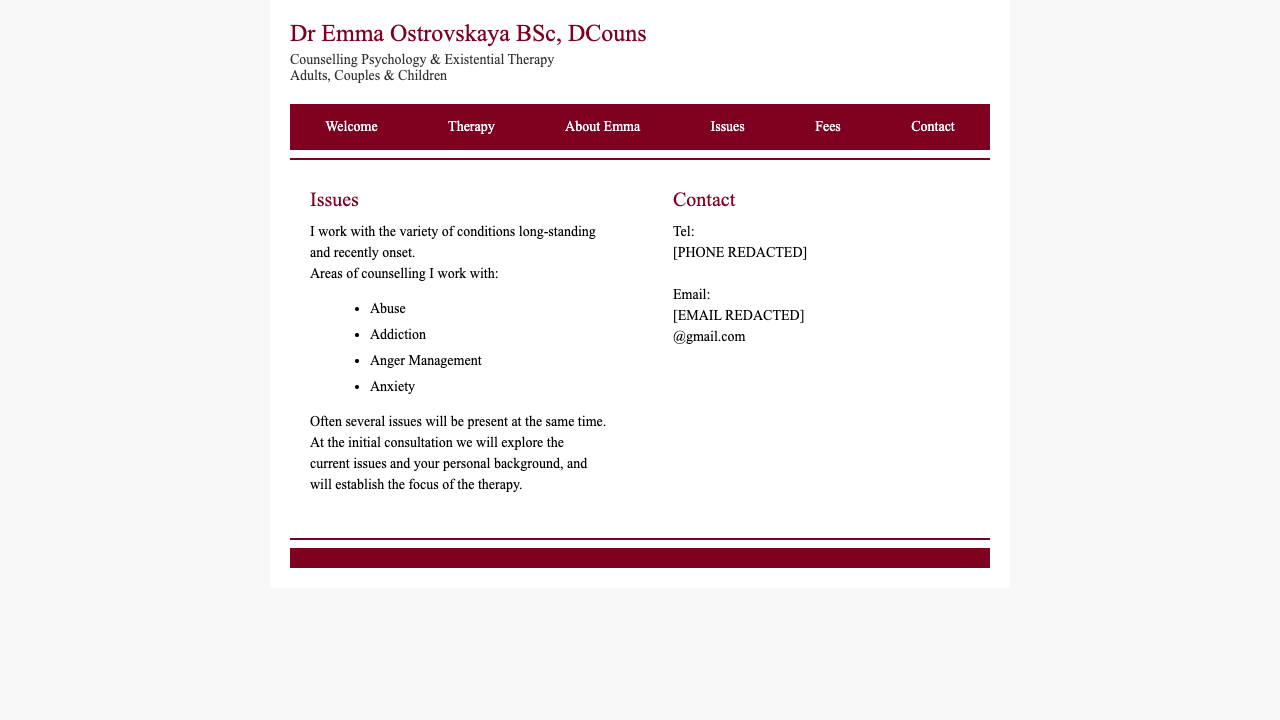 Dr Emma Ostrovskaya BSc, DCouns
Counselling Psychology & Existential Therapy
Adults, Couples & Children
Welcome Therapy About Emma Issues Fees Contact
Issues
I work with the variety of conditions long-standing
and recently onset.
Areas of counselling I work with:
• Abuse
• Addiction
• Anger Management
• Anxiety
Often several issues will be present at the same time.
At the initial consultation we will explore the
current issues and your personal background, and
will establish the focus of the therapy.
Contact
Tel:
[PHONE REDACTED]
Email:
[EMAIL REDACTED]
@gmail.com